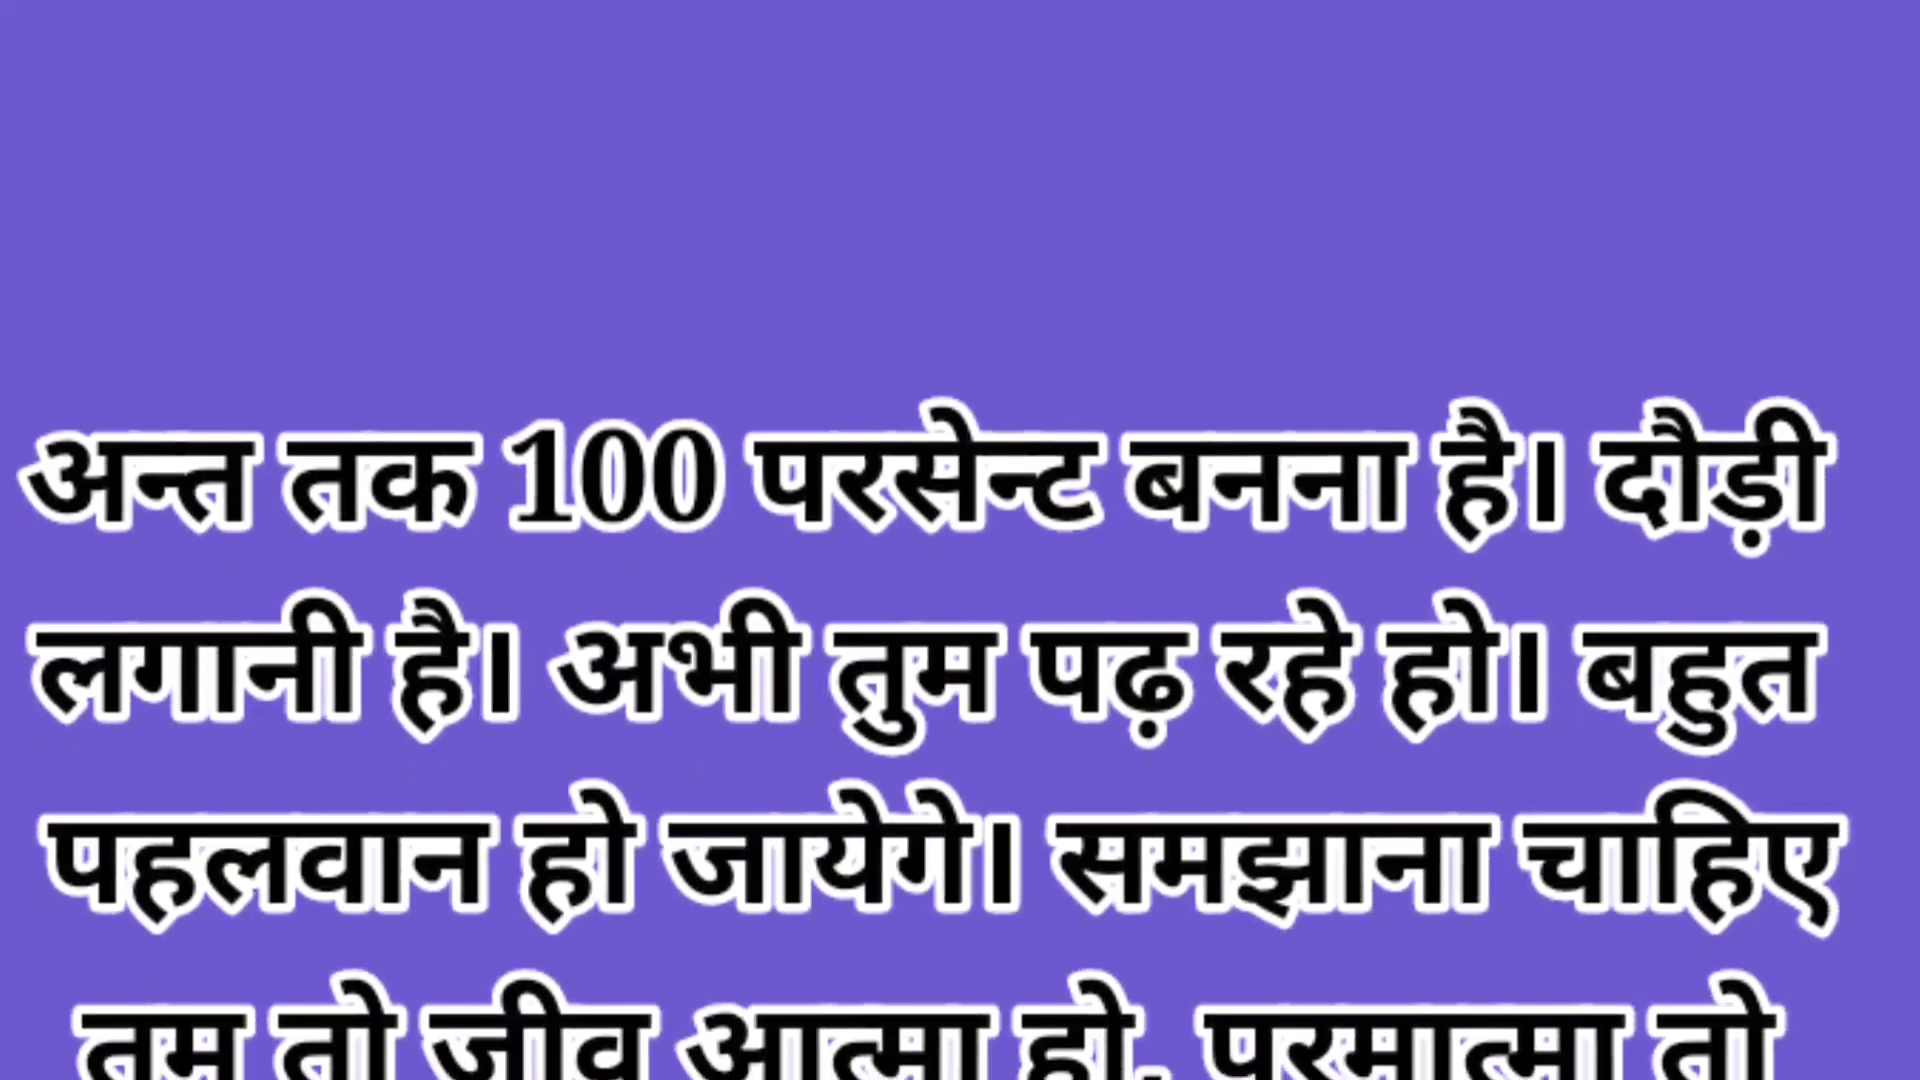 अन्त तक 100 परसेन्ट बनना है। दौड़ी
लगानी है। अभी तुम पढ़ रहे हो। बहुत
पहलवान हो जायेगे। समझाना चाहिए
तुम तो जीव आत्मा हो, परमात्मा तो